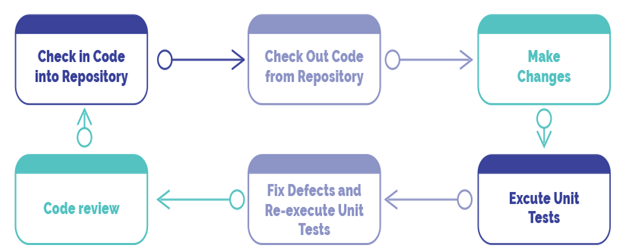 Check in Code
into Repository
Check Out Code
from Repository
Make
Changes
Excute Unit
Tests
Fix Defects and
Re-execute Unit
Tests
Code review